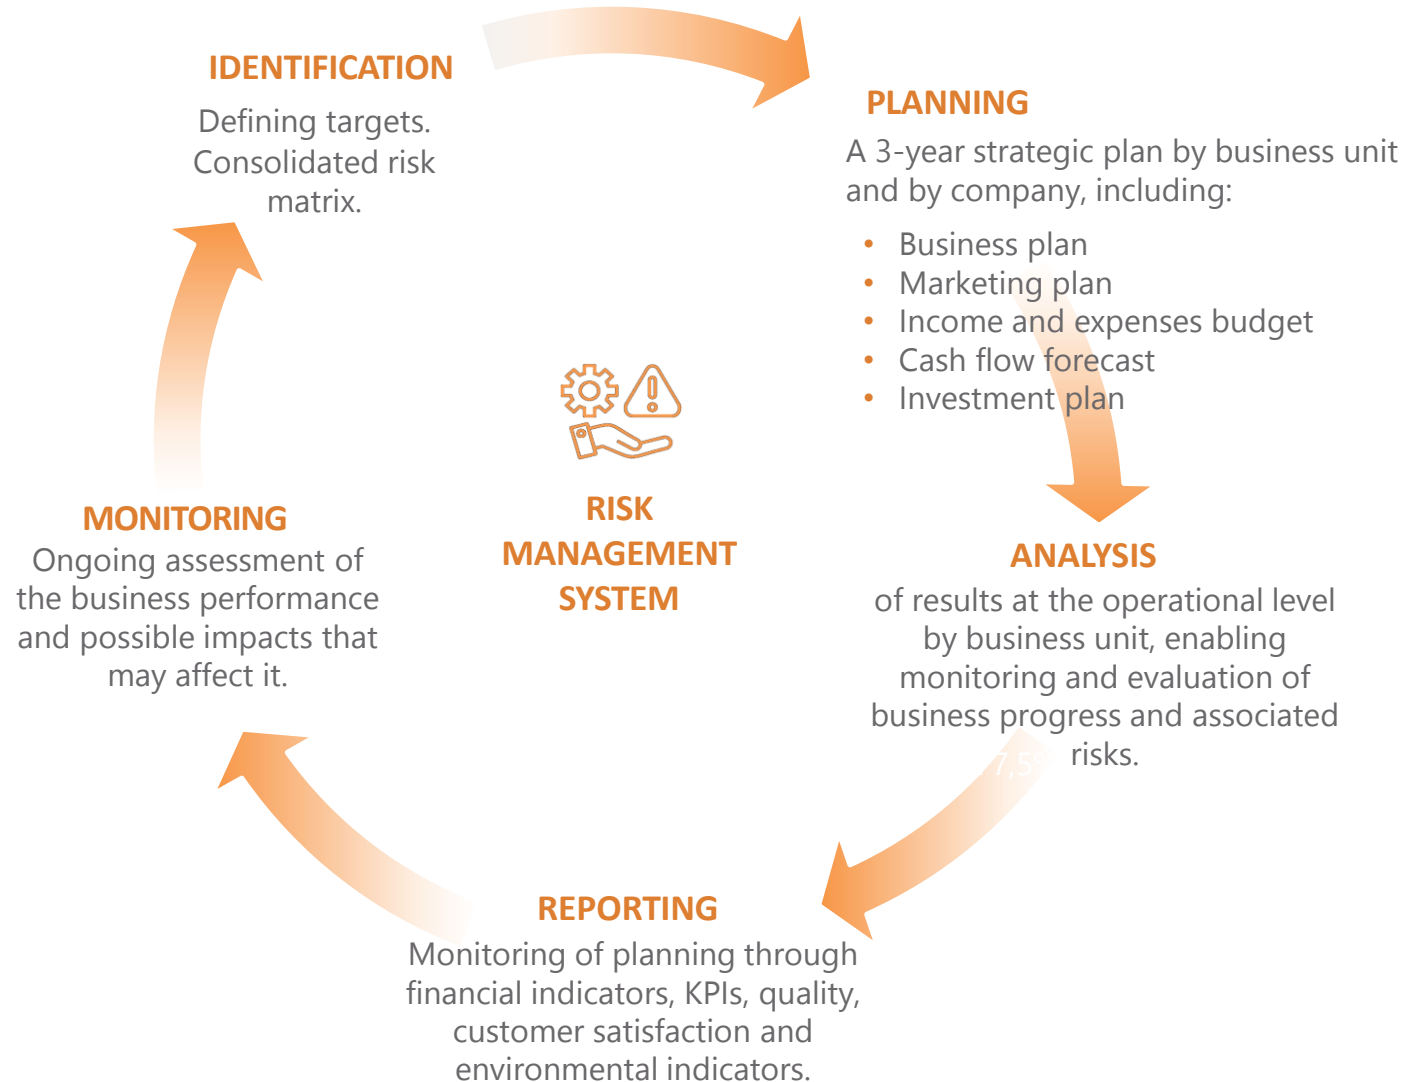 IDENTIFICATION
Defining targets.
Consolidated risk
matrix.
PLANNING
A 3-year strategic plan by business unit
and by company, including:
• Business plan
• Marketing plan
• Income and expenses budget
• Cash flow forecast
• Investment plan
ANALYSIS
of results at the operational level
by business unit, enabling
monitoring and evaluation of
business progress and associated
risks.
REPORTING
Monitoring of planning through
financial indicators, KPIs, quality,
customer satisfaction and
environmental indicators.
MONITORING
Ongoing assessment of
the business performance
and possible impacts that
may affect it.
RISK
MANAGEMENT
SYSTEM